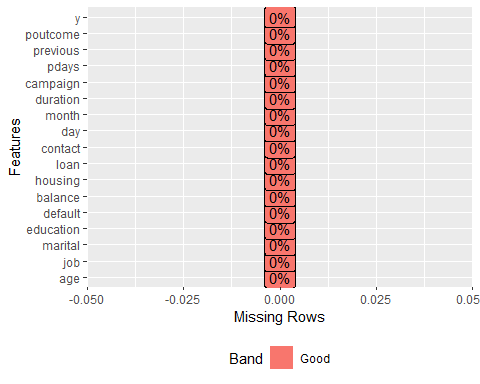 y 0%
poutcome 0%
previous 0%
pdays 0%
campaign 0%
duration 0%
month 0%
day 0%
contact 0%
loan 0%
housing 0%
balance 0%
default 0%
education 0%
marital 0%
job 0%
age 0%
Features
-0.050 -0.025 0.000 0.025 0.05
Missing Rows
Band Good